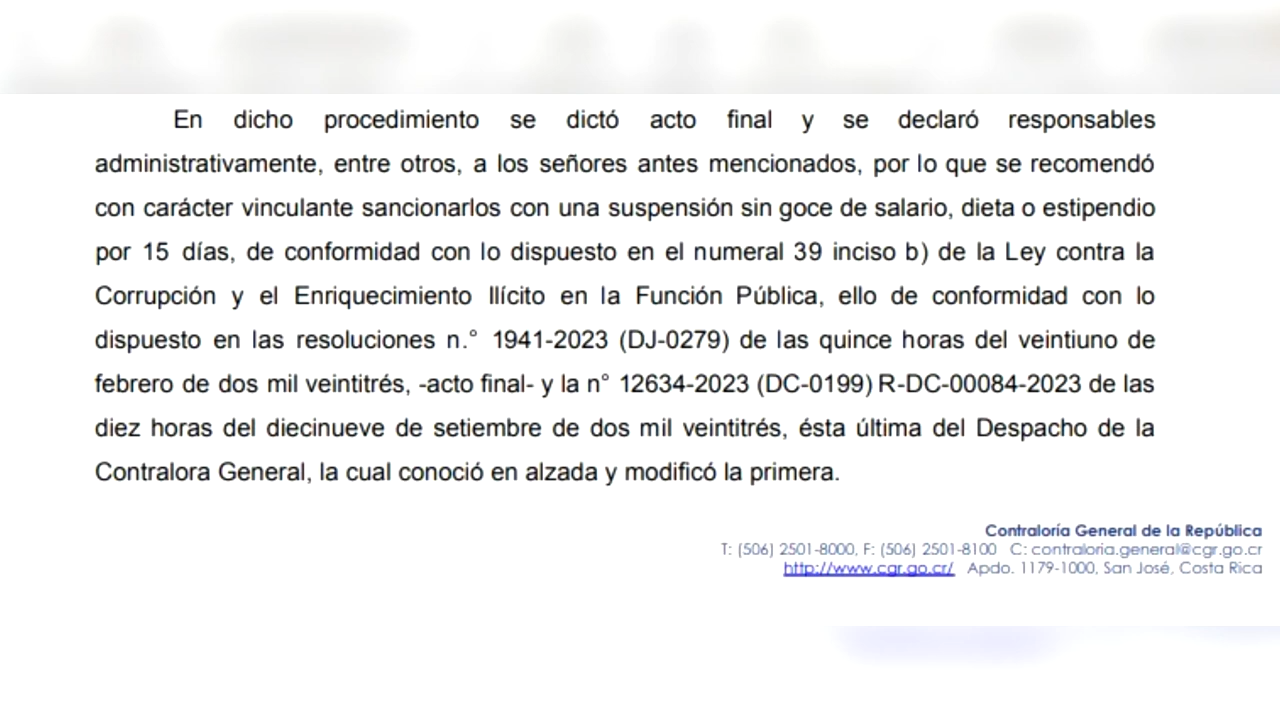 En dicho procedimiento se dictó acto final y se declaró responsables
administrativamente, entre otros, a los señores antes mencionados, por lo que se recomendó
con carácter vinculante sancionarlos con una suspensión sin goce de salario, dieta o estipendio
por 15 días, de conformidad con lo dispuesto en el numeral 39 inciso b) de la Ley contra la
Corrupción y el Enriquecimiento Ilícito en la Función Pública, ello de conformidad con lo
dispuesto en las resoluciones n.° 1941-2023 (DJ-0279) de las quince horas del veintiuno de
febrero de dos mil veintitrés, -acto final- y la n° 12634-2023 (DC-0199) R-DC-00084-2023 de las
diez horas del diecinueve de setiembre de dos mil veintitrés, ésta última del Despacho de la
Contralora General, la cual conoció en alzada y modificó la primera.
Contraloría General de la República
T: (506) 2501-8000, F: (506) 2501-8100 C: contraloria.general@cgr.go.cr
http://www.cgr.go.cr/ Apdo. 1179-1000, San José, Costa Rica